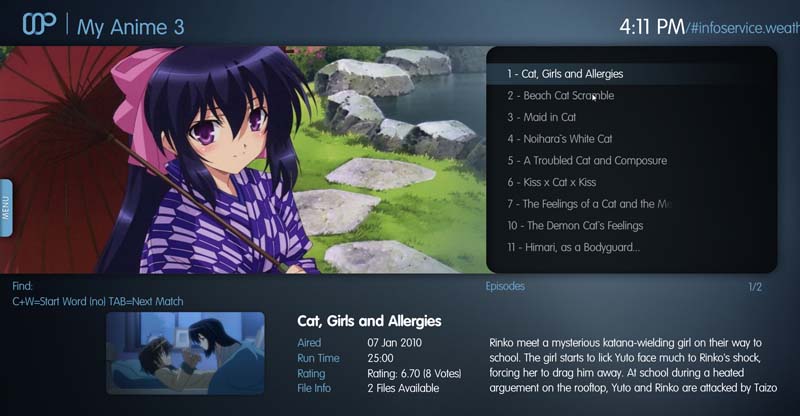 My Anime 3
4:11 PM/#infoservice.weath
1 - Cat, Girls and Allergies
2 - Beach Cat Scramble
3 - Maid in Cat
4 - Noihara's White Cat
5 - A Troubled Cat and Composure
6 - Kiss x Cat x Kiss
7 - The Feelings of a Cat and the Mo
10 - The Demon Cat's Feelings
11 - Himari, as a Bodyguard...
MENU
Find:
C+W=Start Word (no) TAB=Next Match
Episodes
1/2
Cat, Girls and Allergies
Aired 07 Jan 2010
Run Time 25:00
Rating Rating: 6.70 (8 Votes)
File Info 2 Files Available
Rinko meet a mysterious katana-wielding girl on their way to
school. The girl starts to lick Yuto face much to Rinko's shock,
forcing her to drag him away. At school during a heated
arguement on the rooftop, Yuto and Rinko are attacked by Taizo